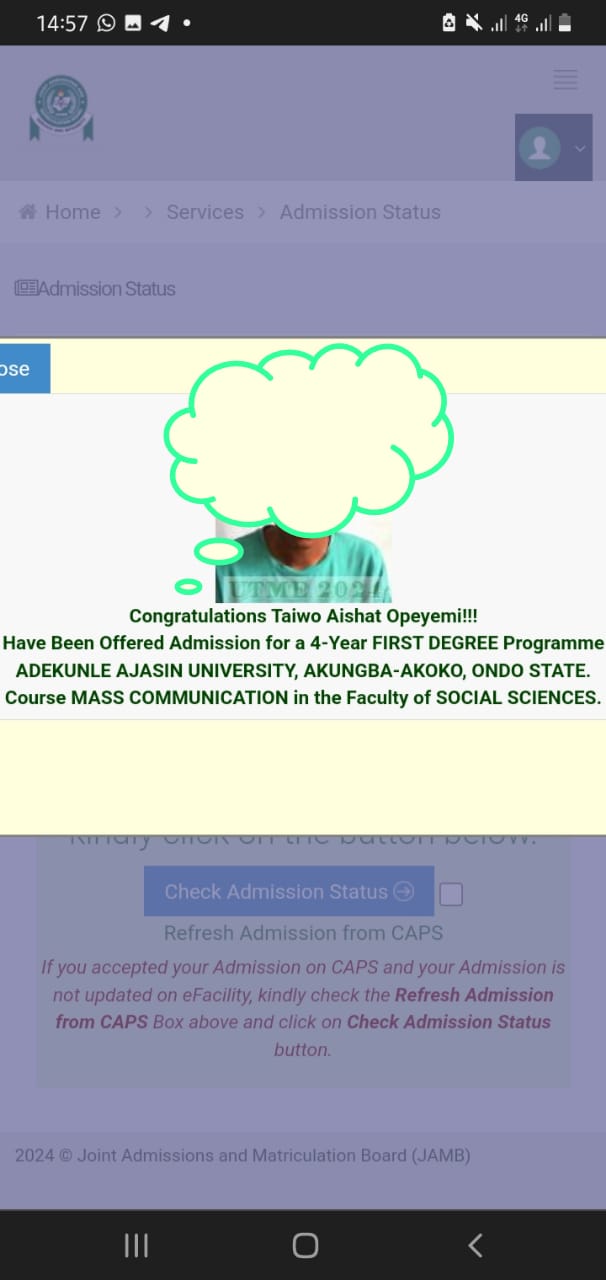 14:57
4G
Home > > Services > Admission Status
Admission Status
ose
UTME 2024
Congratulations Taiwo Aishat Opeyemi!!!
Have Been Offered Admission for a 4-Year FIRST DEGREE Programme
ADEKUNLE AJASIN UNIVERSITY, AKUNGBA-AKOKO, ONDO STATE.
Course MASS COMMUNICATION in the Faculty of SOCIAL SCIENCES.
Kindly click on the button below.
Check Admission Status
Refresh Admission from CAPS
If you accepted your Admission on CAPS and your Admission is
not updated on eFacility, kindly check the Refresh Admission
from CAPS Box above and click on Check Admission Status
button.
2024 © Joint Admissions and Matriculation Board (JAMB)